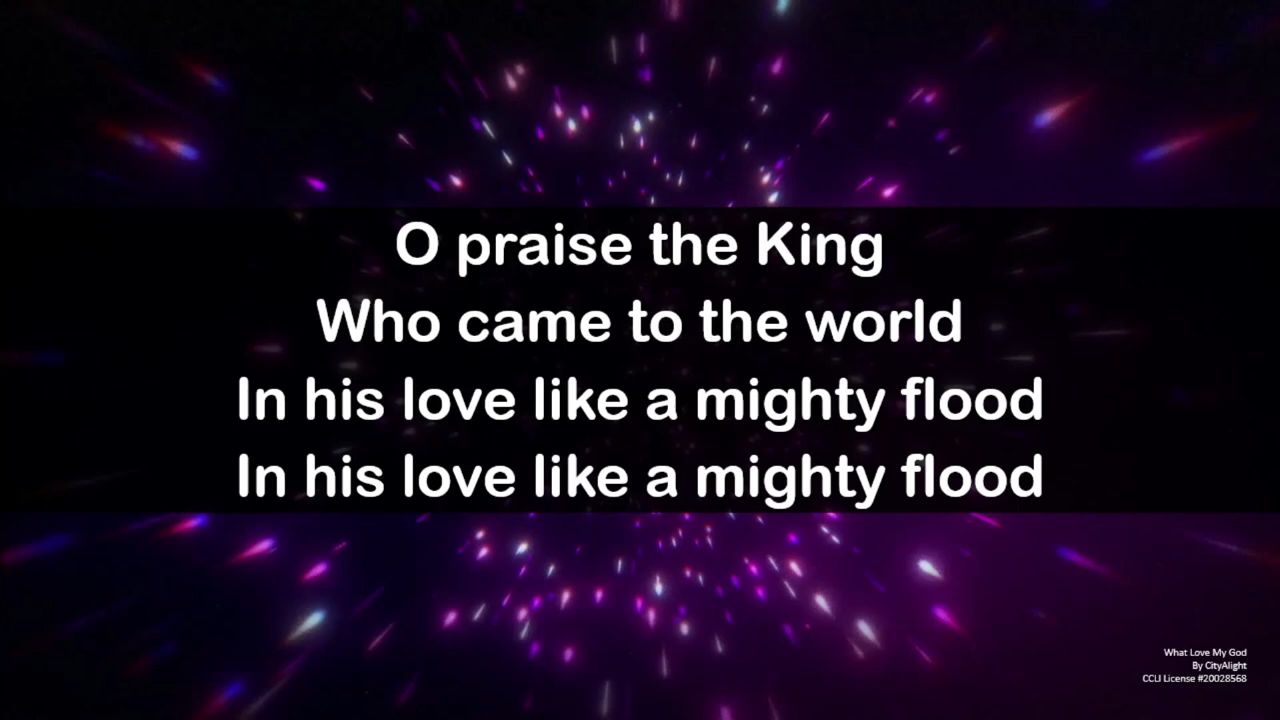 O praise the King
Who came to the world
In his love like a mighty flood
In his love like a mighty flood
What Love My God
By CityAlight
CCLI License #20028568